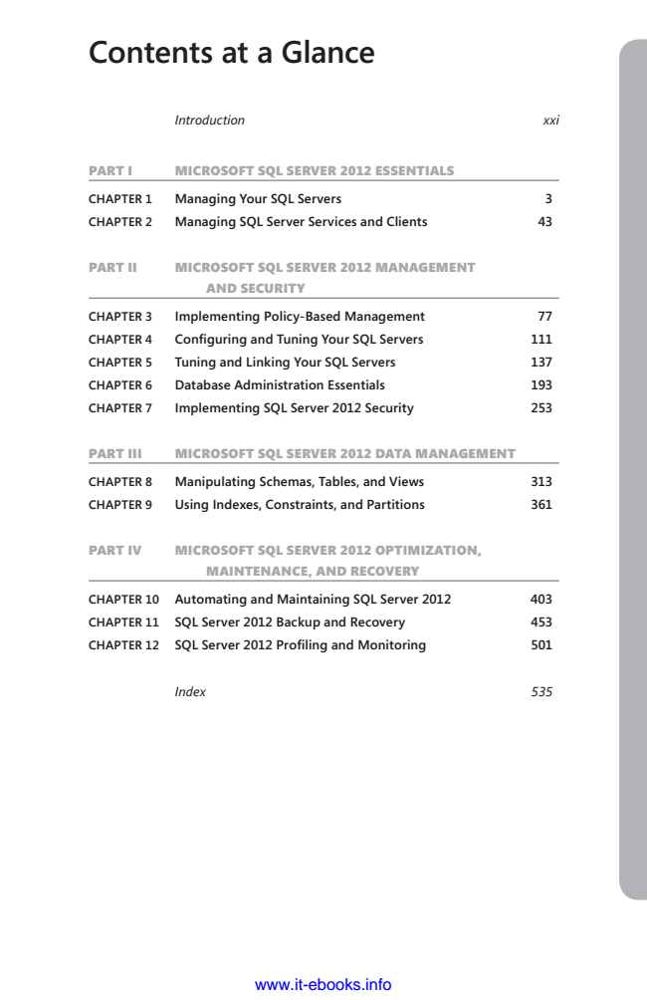 Contents at a Glance
Introduction xxi
PART I MICROSOFT SQL SERVER 2012 ESSENTIALS
CHAPTER 1 Managing Your SQL Servers 3
CHAPTER 2 Managing SQL Server Services and Clients 43
PART II MICROSOFT SQL SERVER 2012 MANAGEMENT
AND SECURITY
CHAPTER 3 Implementing Policy-Based Management 77
CHAPTER 4 Configuring and Tuning Your SQL Servers 111
CHAPTER 5 Tuning and Linking Your SQL Servers 137
CHAPTER 6 Database Administration Essentials 193
CHAPTER 7 Implementing SQL Server 2012 Security 253
PART III MICROSOFT SQL SERVER 2012 DATA MANAGEMENT
CHAPTER 8 Manipulating Schemas, Tables, and Views 313
CHAPTER 9 Using Indexes, Constraints, and Partitions 361
PART IV MICROSOFT SQL SERVER 2012 OPTIMIZATION,
MAINTENANCE, AND RECOVERY
CHAPTER 10 Automating and Maintaining SQL Server 2012 403
CHAPTER 11 SQL Server 2012 Backup and Recovery 453
CHAPTER 12 SQL Server 2012 Profiling and Monitoring 501
Index 535
www.it-ebooks.info